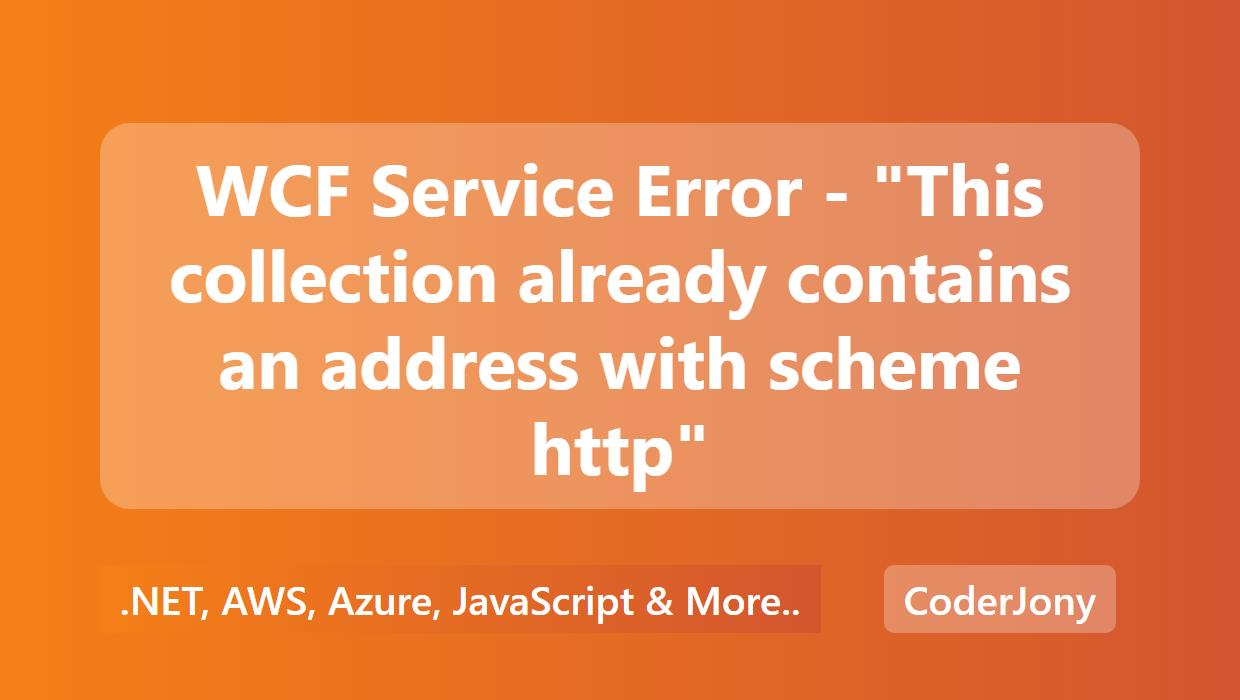 WCF Service Error - "This
collection already contains
an address with scheme
http"
.NET, AWS, Azure, JavaScript & More..
CoderJony